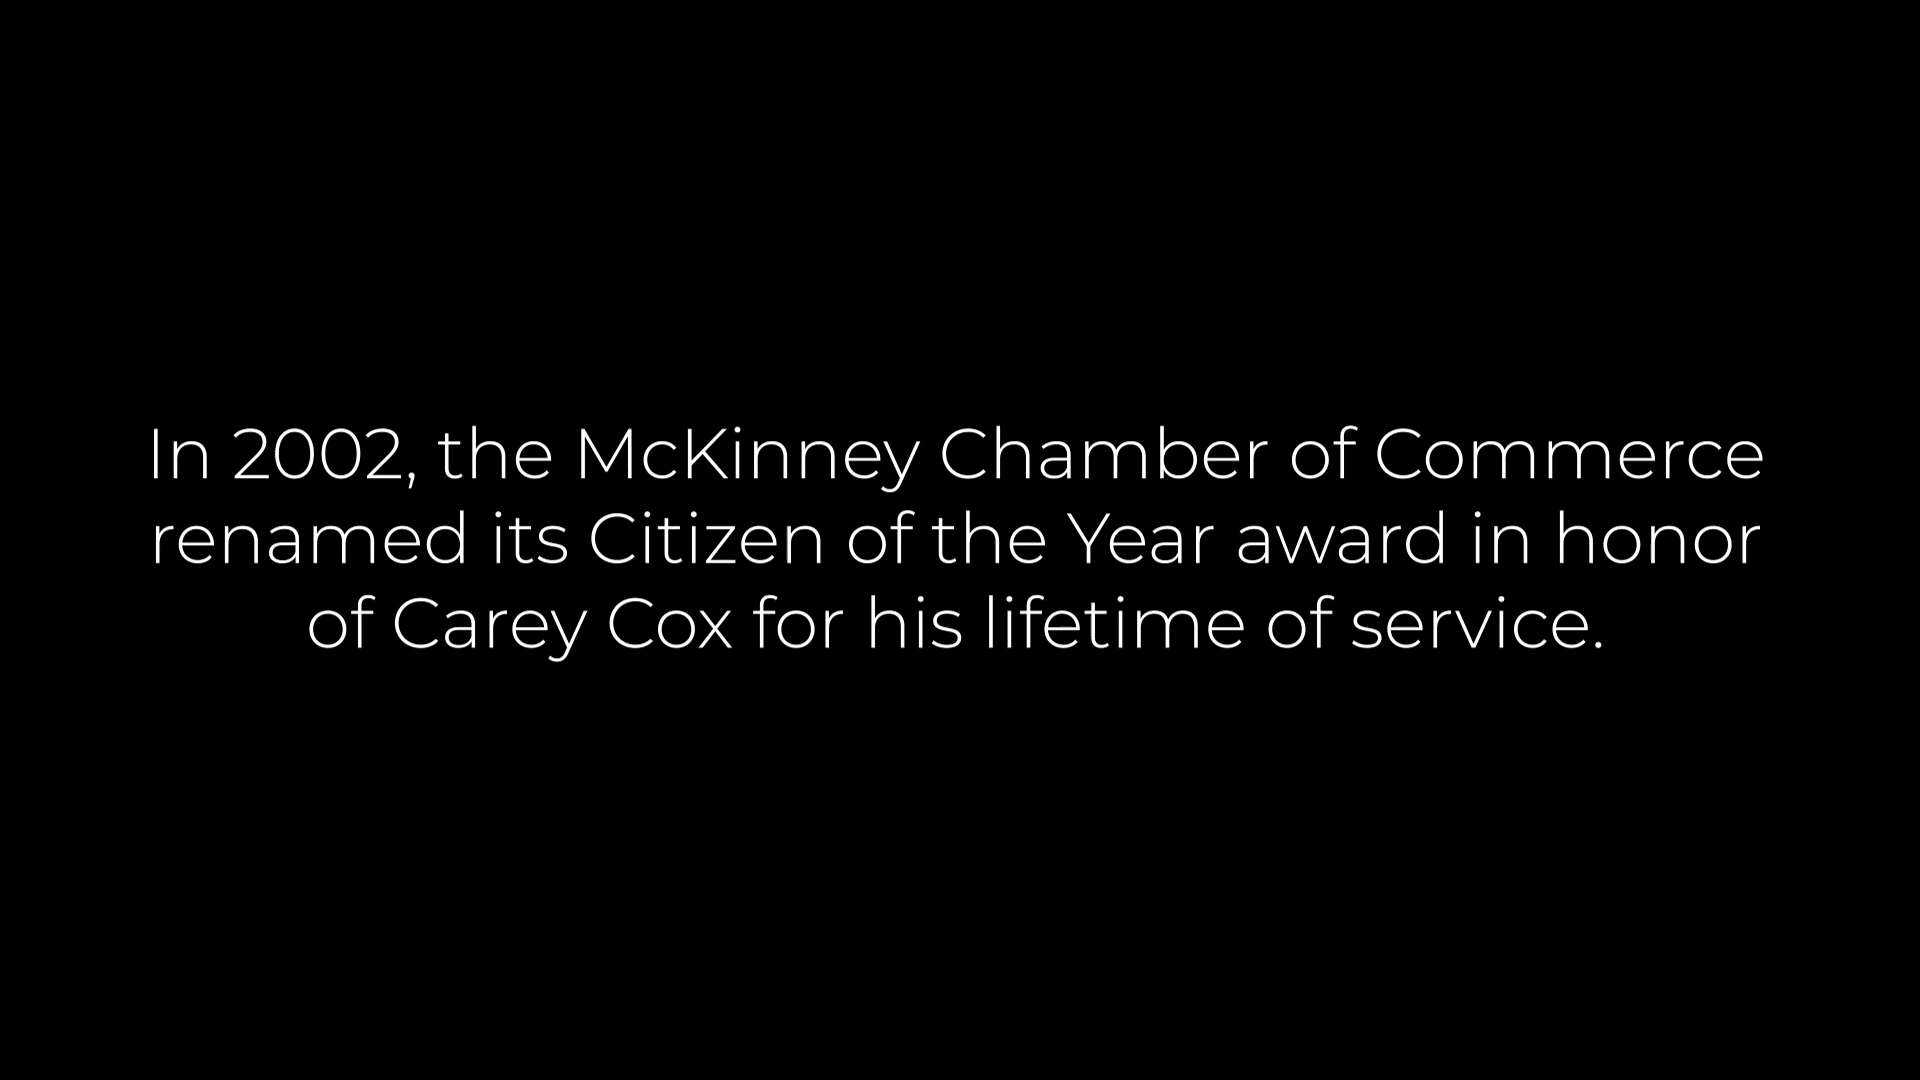 In 2002, the McKinney Chamber of Commerce
renamed its Citizen of the Year award in honor
of Carey Cox for his lifetime of service.